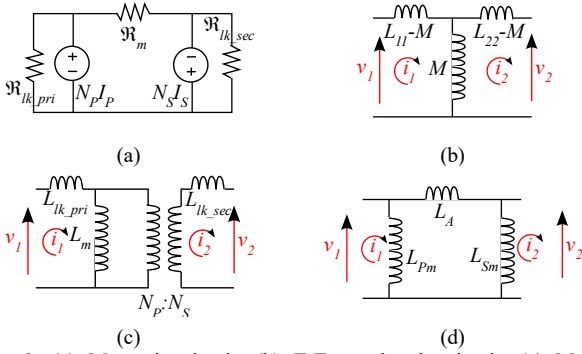 ℜm ℜlk_sec
ℜlk_pri NPIP NSIS
(a)
L11-M L22-M
v1 i1 M i2 v2
(b)
Llk_pri Llk_sec
v1 i1 Lm i2 v2
NP:NS
(c)
LA
v1 i1 LPm LSm i2 v2
(d)